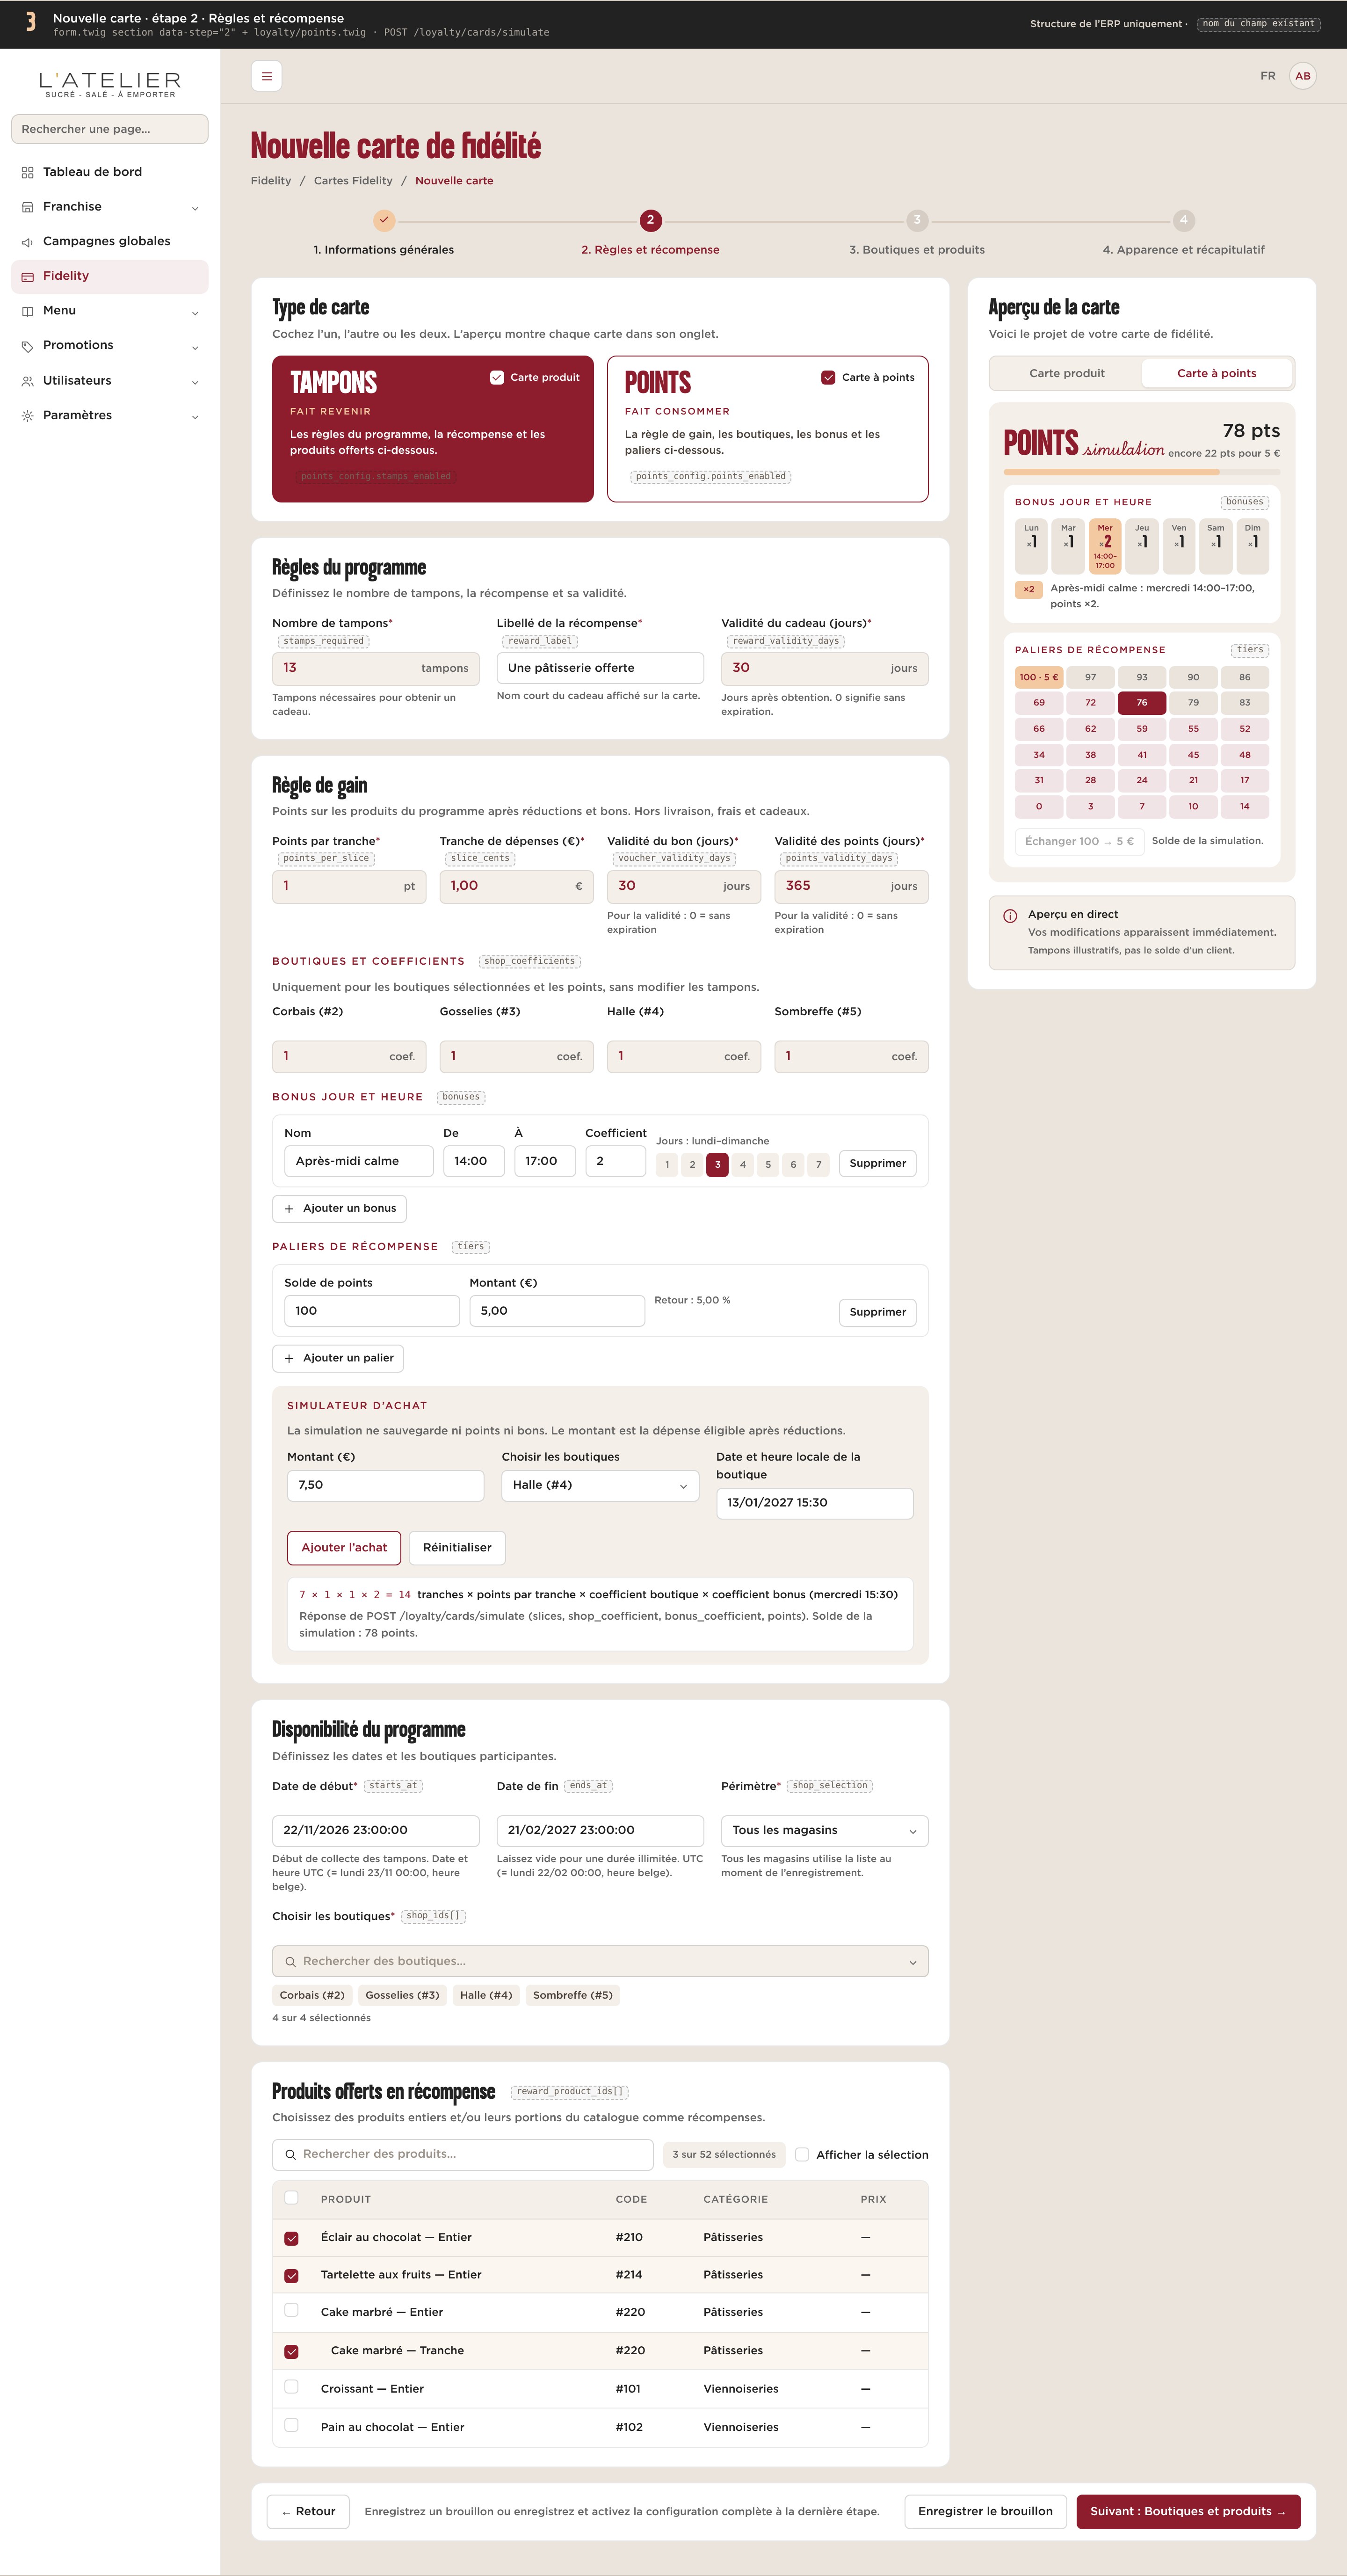 3
Nouvelle carte · étape 2 · Règles et récompense
form.twig section data-step="2" + loyalty/points.twig · POST /loyalty/cards/simulate
Structure de l'ERP uniquement · nom du champ existant
L'ATELIER
SUCRÉ - SALÉ - À EMPORTER
Rechercher une page...
Tableau de bord
Franchise
Campagnes globales
Fidelity
Menu
Promotions
Utilisateurs
Paramètres
FR AB
Nouvelle carte de fidélité
Fidelity / Cartes Fidelity / Nouvelle carte
2 3 4
1. Informations générales 2. Règles et récompense 3. Boutiques et produits 4. Apparence et récapitulatif
Type de carte
Cochez l'un, l'autre ou les deux. L'aperçu montre chaque carte dans son onglet.
TAMPONS Carte produit
FAIT REVENIR
Les règles du programme, la récompense et les
produits offerts ci-dessous.
points_config.stamps_enabled
POINTS Carte à points
FAIT CONSOMMER
La règle de gain, les boutiques, les bonus et les
paliers ci-dessous.
points_config.points_enabled
Règles du programme
Définissez le nombre de tampons, la récompense et sa validité.
Nombre de tampons* Libellé de la récompense* Validité du cadeau (jours)*
stamps_required reward_label reward_validity_days
13 tampons Une pâtisserie offerte 30 jours
Tampons nécessaires pour obtenir un
cadeau.
Nom court du cadeau affiché sur la carte.
Jours après obtention. 0 signifie sans
expiration.
Règle de gain
Points sur les produits du programme après réductions et bons. Hors livraison, frais et cadeaux.
Points par tranche* Tranche de dépenses (€)* Validité du bon (jours)* Validité des points (jours)*
points_per_slice slice_cents voucher_validity_days points_validity_days
1 pt 1,00 € 30 jours 365 jours
Pour la validité : 0 = sans
expiration
Pour la validité : 0 = sans
expiration
BOUTIQUES ET COEFFICIENTS shop_coefficients
Uniquement pour les boutiques sélectionnées et les points, sans modifier les tampons.
Corbais (#2) Gosselies (#3) Halle (#4) Sombreffe (#5)
1 coef. 1 coef. 1 coef. 1 coef.
BONUS JOUR ET HEURE bonuses
Nom De À Coefficient Jours : lundi–dimanche
Après-midi calme 14:00 17:00 2 1 2 3 4 5 6 7 Supprimer
+ Ajouter un bonus
PALIERS DE RÉCOMPENSE tiers
Solde de points Montant (€)
100 5,00 Retour : 5,00 % Supprimer
+ Ajouter un palier
SIMULATEUR D'ACHAT
La simulation ne sauvegarde ni points ni bons. Le montant est la dépense éligible après réductions.
Montant (€) Choisir les boutiques Date et heure locale de la
boutique
7,50 Halle (#4) 13/01/2027 15:30
Ajouter l'achat Réinitialiser
7 × 1 × 1 × 2 = 14 tranches × points par tranche × coefficient boutique × coefficient bonus (mercredi 15:30)
Réponse de POST /loyalty/cards/simulate (slices, shop_coefficient, bonus_coefficient, points). Solde de la
simulation : 78 points.
Disponibilité du programme
Définissez les dates et les boutiques participantes.
Date de début* starts_at Date de fin ends_at Périmètre* shop_selection
22/11/2026 23:00:00 21/02/2027 23:00:00 Tous les magasins
Début de collecte des tampons. Date et
heure UTC (= lundi 23/11 00:00, heure
belge).
Laissez vide pour une durée illimitée. UTC
(= lundi 22/02 00:00, heure belge).
Tous les magasins utilise la liste au
moment de l'enregistrement.
Choisir les boutiques* shop_ids[]
Rechercher des boutiques...
Corbais (#2) Gosselies (#3) Halle (#4) Sombreffe (#5)
4 sur 4 sélectionnés
Produits offerts en récompense reward_product_ids[]
Choisissez des produits entiers et/ou leurs portions du catalogue comme récompenses.
Rechercher des produits... 3 sur 52 sélectionnés Afficher la sélection
PRODUIT CODE CATÉGORIE PRIX
Éclair au chocolat — Entier #210 Pâtisseries —
Tartelette aux fruits — Entier #214 Pâtisseries —
Cake marbré — Entier #220 Pâtisseries —
Cake marbré — Tranche #220 Pâtisseries —
Croissant — Entier #101 Viennoiseries —
Pain au chocolat — Entier #102 Viennoiseries —
Aperçu de la carte
Voici le projet de votre carte de fidélité.
Carte produit Carte à points
POINTS simulation 78 pts
encore 22 pts pour 5 €
BONUS JOUR ET HEURE bonuses
Lun Mar Mer Jeu Ven Sam Dim
×1 ×1 ×2 ×1 ×1 ×1 ×1
14:00–
17:00
×2 Après-midi calme : mercredi 14:00–17:00,
points ×2.
PALIERS DE RÉCOMPENSE tiers
100 · 5 € 97 93 90 86
69 72 76 79 83
66 62 59 55 52
34 38 41 45 48
31 28 24 21 17
0 3 7 10 14
Échanger 100 → 5 € Solde de la simulation.
Aperçu en direct
Vos modifications apparaissent immédiatement.
Tampons illustratifs, pas le solde d'un client.
← Retour Enregistrez un brouillon ou enregistrez et activez la configuration complète à la dernière étape. Enregistrer le brouillon Suivant : Boutiques et produits →